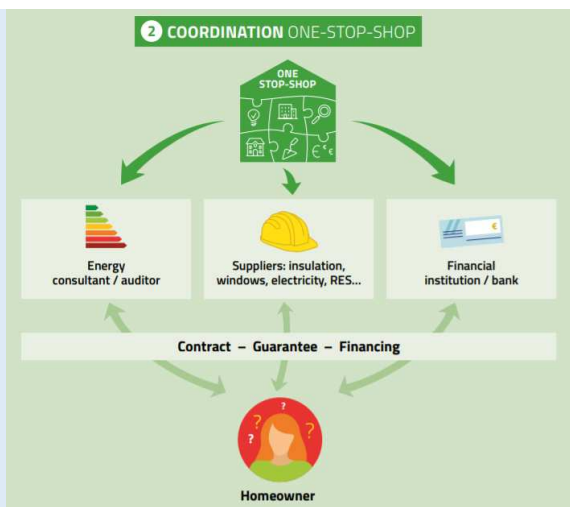 2 COORDINATION ONE-STOP-SHOP
ONE
STOP-SHOP
€ € €
€
Energy
consultant / auditor
Suppliers: insulation,
windows, electricity, RES...
Financial
institution / bank
Contract – Guarantee – Financing
?
? ?
?
Homeowner